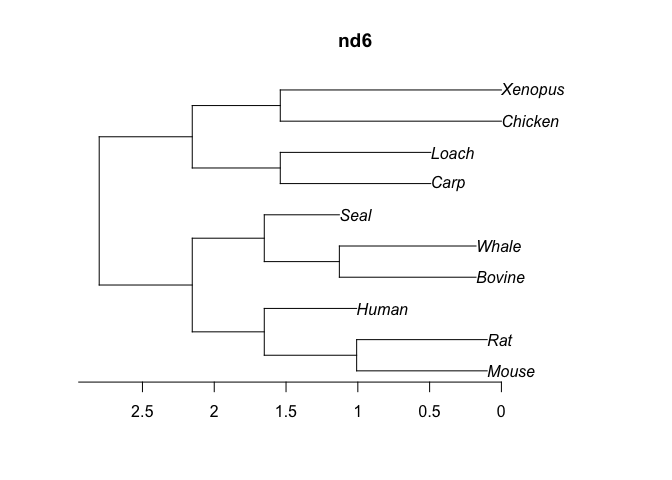 nd6
Xenopus
Chicken
Loach
Carp
Seal
Whale
Bovine
Human
Rat
Mouse
2.5 2 1.5 1 0.5 0